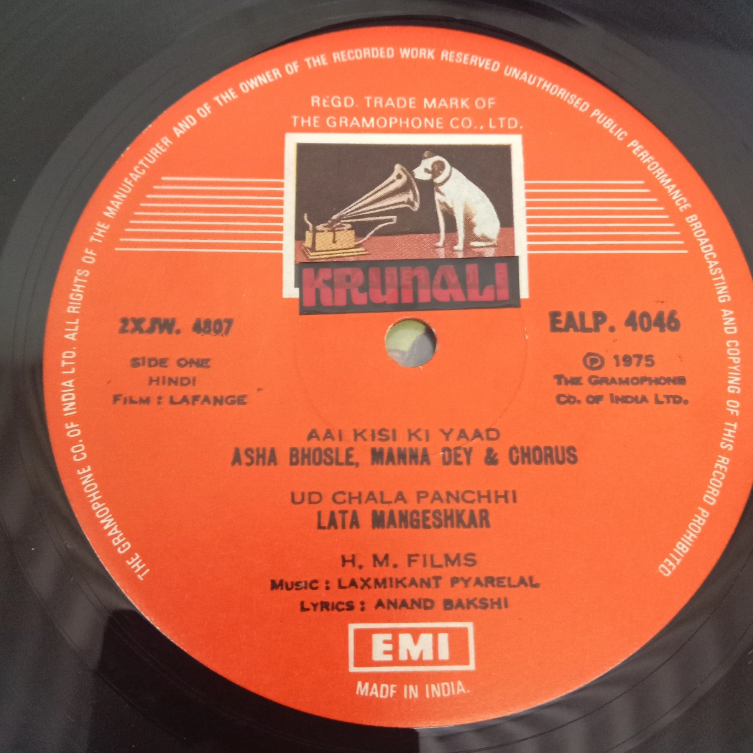 ALL RIGHTS OF THE MANUFACTURER AND OF THE OWNER OF THE RECORDED WORK RESERVED UNAUTHORISED PUBLIC PERFORMANCE BROADCASTING AND COPYING OF THIS RECORD PROHIBITED
THE GRAMOPHONE CO. OF INDIA LTD.
REGD. TRADE MARK OF
THE GRAMOPHONE CO., LTD.
KRUNALI
2XJW. 4807
SIDE ONE
HINDI
FILM : LAFANGE
EALP. 4046
℗ 1975
THE GRAMOPHONE
CO. OF INDIA LTD.
AAI KISI KI YAAD
ASHA BHOSLE, MANNA DEY & CHORUS
UD CHALA PANCHHI
LATA MANGESHKAR
H. M. FILMS
MUSIC : LAXMIKANT PYARELAL
LYRICS : ANAND BAKSHI
EMI
MADE IN INDIA.